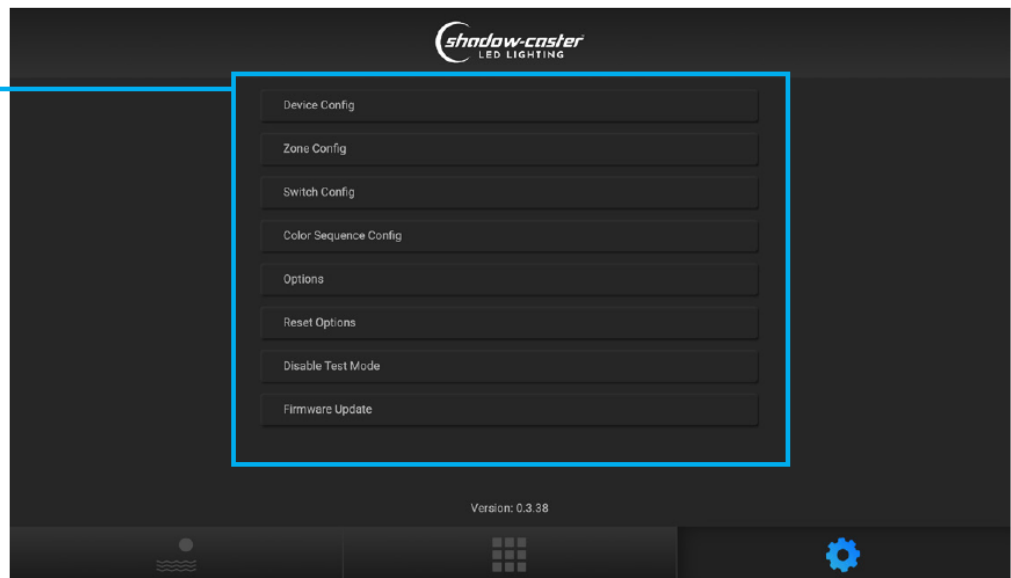 shadow-caster
LED LIGHTING
Device Config
Zone Config
Switch Config
Color Sequence Config
Options
Reset Options
Disable Test Mode
Firmware Update
Version: 0.3.38